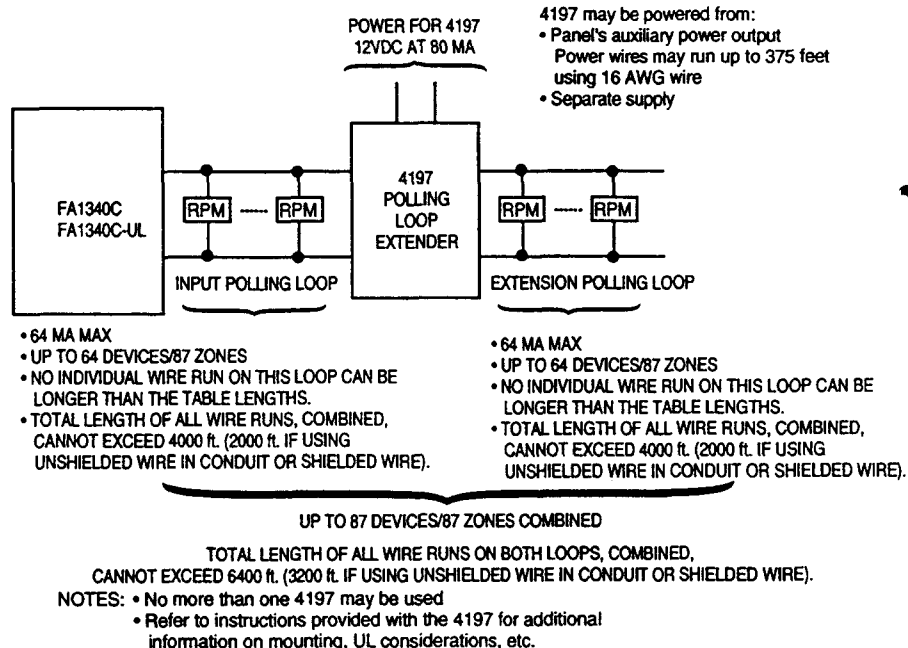 POWER FOR 4197
12VDC AT 80 MA
4197 may be powered from:
• Panel's auxiliary power output
Power wires may run up to 375 feet
using 16 AWG wire
• Separate supply
FA1340C
FA1340C-UL
RPM ----- RPM
4197
POLLING
LOOP
EXTENDER
RPM ----- RPM
INPUT POLLING LOOP
EXTENSION POLLING LOOP
• 64 MA MAX
• UP TO 64 DEVICES/87 ZONES
• NO INDIVIDUAL WIRE RUN ON THIS LOOP CAN BE
LONGER THAN THE TABLE LENGTHS.
• TOTAL LENGTH OF ALL WIRE RUNS, COMBINED,
CANNOT EXCEED 4000 ft. (2000 ft. IF USING
UNSHIELDED WIRE IN CONDUIT OR SHIELDED WIRE).
• 64 MA MAX
• UP TO 64 DEVICES/87 ZONES
• NO INDIVIDUAL WIRE RUN ON THIS LOOP CAN BE
LONGER THAN THE TABLE LENGTHS.
• TOTAL LENGTH OF ALL WIRE RUNS, COMBINED,
CANNOT EXCEED 4000 ft. (2000 ft. IF USING
UNSHIELDED WIRE IN CONDUIT OR SHIELDED WIRE).
UP TO 87 DEVICES/87 ZONES COMBINED
TOTAL LENGTH OF ALL WIRE RUNS ON BOTH LOOPS, COMBINED,
CANNOT EXCEED 6400 ft. (3200 ft. IF USING UNSHIELDED WIRE IN CONDUIT OR SHIELDED WIRE).
NOTES: • No more than one 4197 may be used
• Refer to instructions provided with the 4197 for additional
information on mounting, UL considerations, etc.